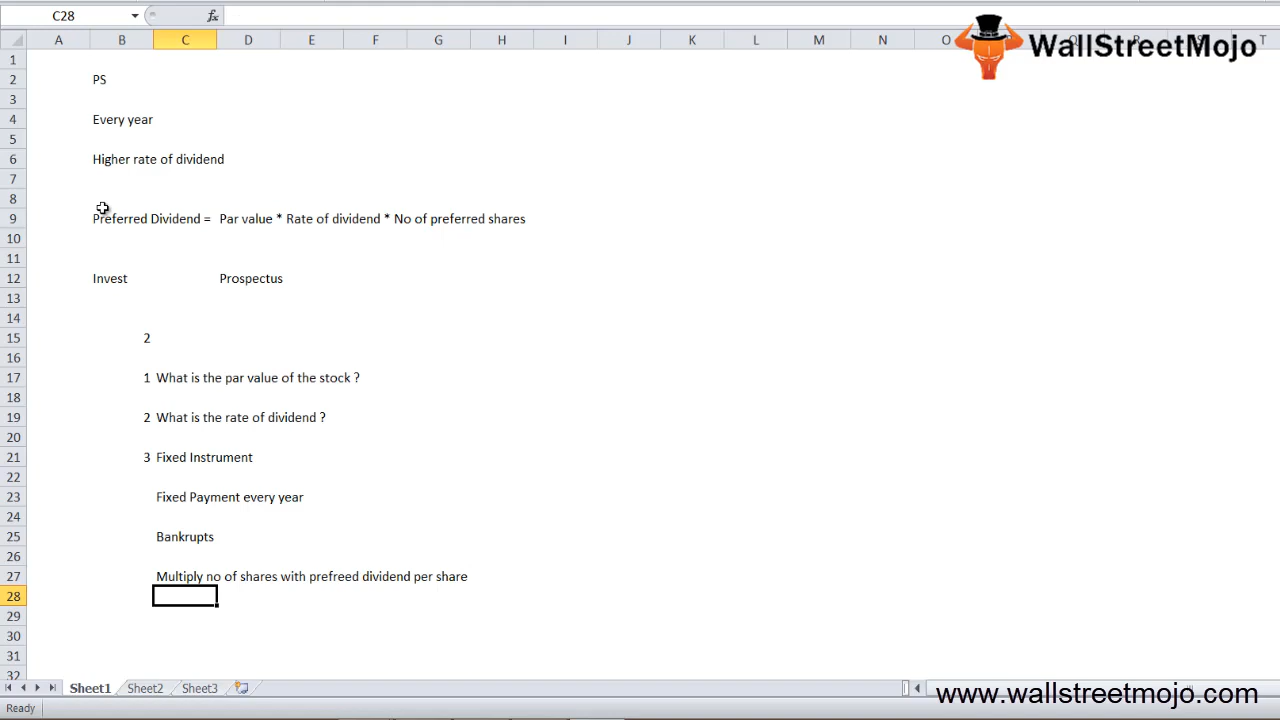 C28
fx
A B C D E F G H I J K L M N O
WallStreetMojo
1
2 PS
3
4 Every year
5
6 Higher rate of dividend
7
8
9 Preferred Dividend = Par value * Rate of dividend * No of preferred shares
10
11
12 Invest Prospectus
13
14
15 2
16
17 1 What is the par value of the stock ?
18
19 2 What is the rate of dividend ?
20
21 3 Fixed Instrument
22
23 Fixed Payment every year
24
25 Bankrupts
26
27 Multiply no of shares with prefreed dividend per share
28
29
30
31
32
Sheet1 Sheet2 Sheet3
www.wallstreetmojo.com
Ready